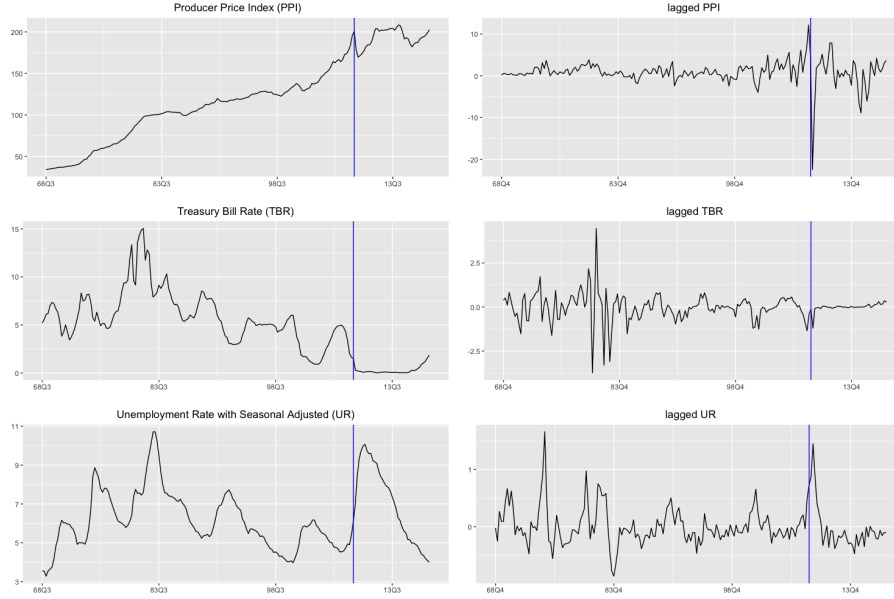 Producer Price Index (PPI)
200
150
100
50
68Q3
83Q3
98Q3
13Q3
lagged PPI
10
0
-10
-20
68Q4
83Q4
98Q4
13Q4
Treasury Bill Rate (TBR)
15
10
5
0
68Q3
83Q3
98Q3
13Q3
lagged TBR
2.5
0.0
-2.5
68Q4
83Q4
98Q4
13Q4
Unemployment Rate with Seasonal Adjusted (UR)
11
9
7
5
3
68Q3
83Q3
98Q3
13Q3
lagged UR
1
0
68Q4
83Q4
98Q4
13Q4